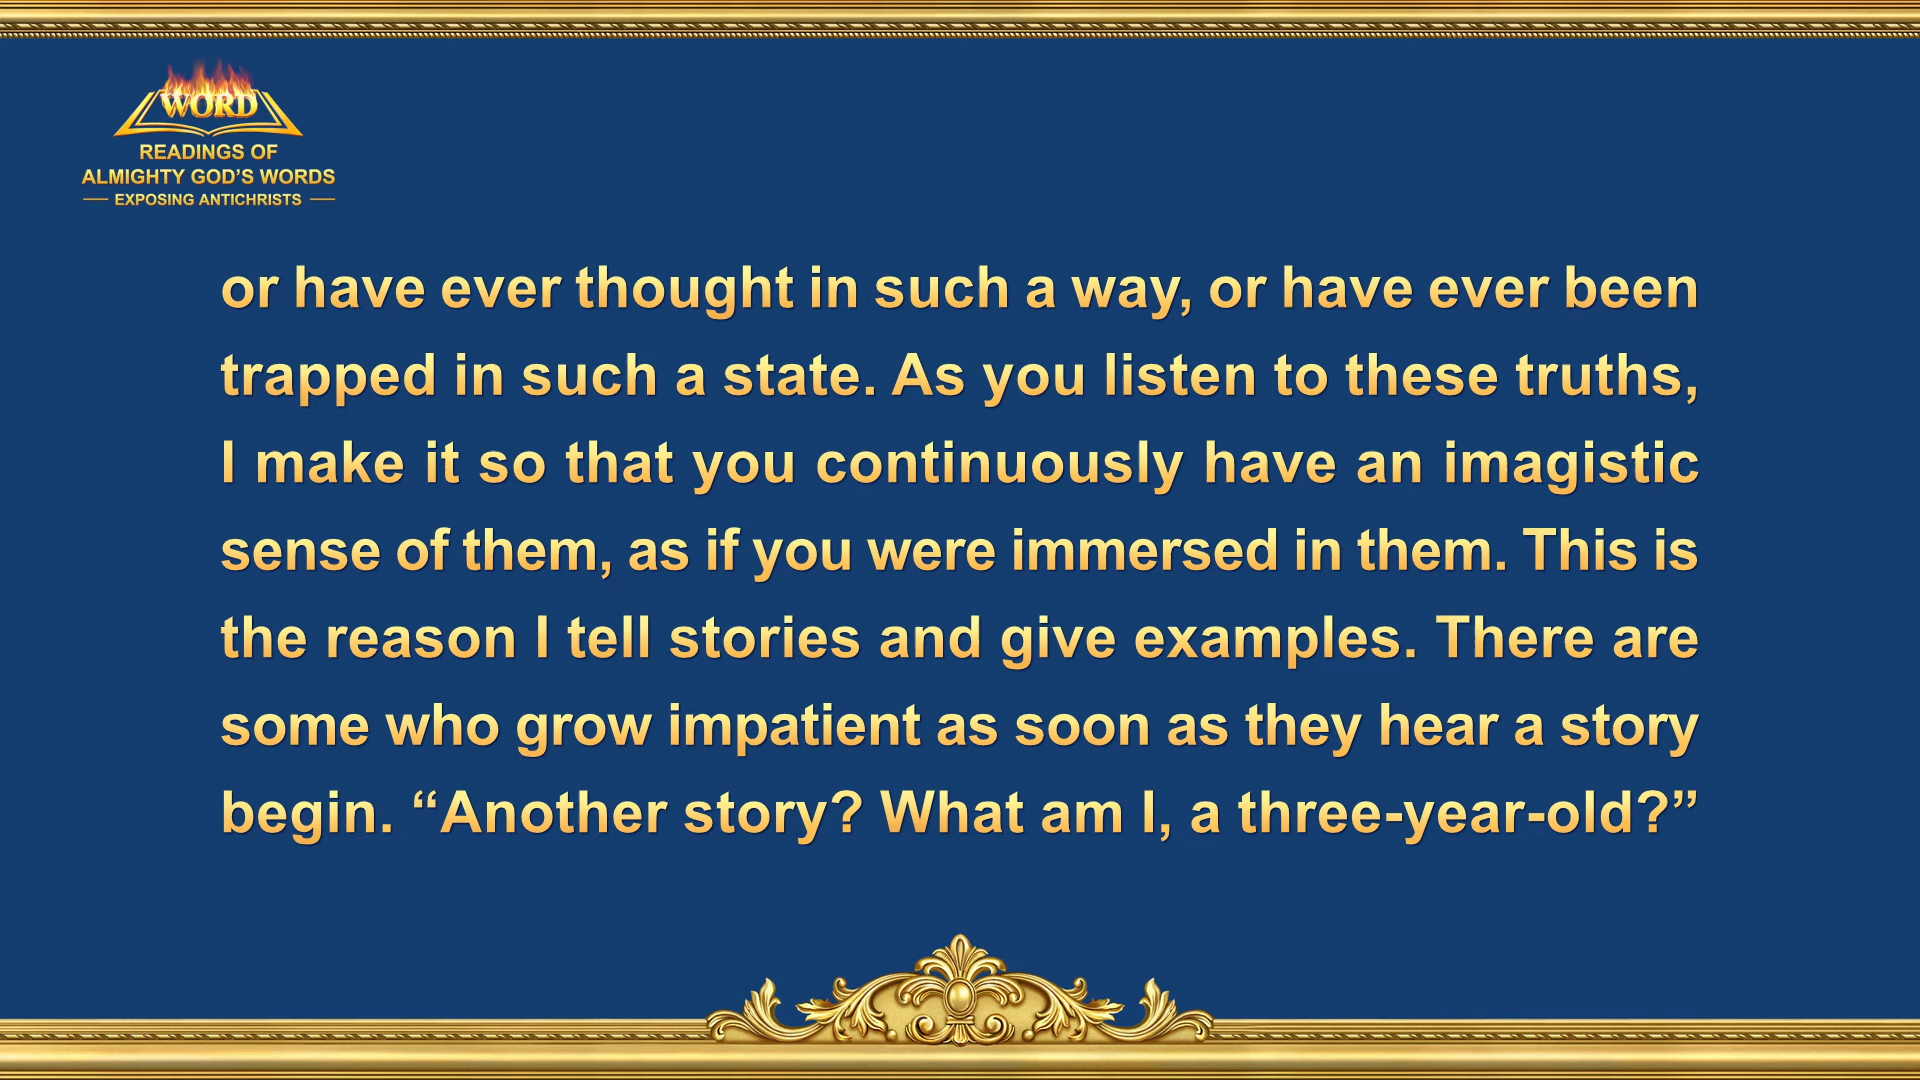 WORD
READINGS OF
ALMIGHTY GOD'S WORDS
EXPOSING ANTICHRISTS
or have ever thought in such a way, or have ever been
trapped in such a state. As you listen to these truths,
I make it so that you continuously have an imagistic
sense of them, as if you were immersed in them. This is
the reason I tell stories and give examples. There are
some who grow impatient as soon as they hear a story
begin. “Another story? What am I, a three-year-old?”